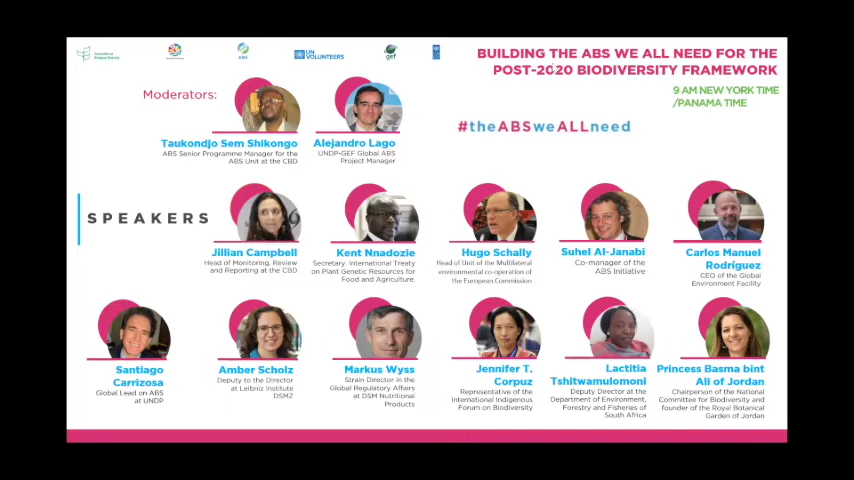 UN
VOLUNTEERS
gef
BUILDING THE ABS WE ALL NEED FOR THE
POST-2020 BIODIVERSITY FRAMEWORK
9 AM NEW YORK TIME
/PANAMA TIME
#theABSweALLneed
Moderators:
Taukondjo Sem Shikongo
ABS Senior Programme Manager for the
ABS Unit at the CBD
Alejandro Lago
UNDP-GEF Global ABS
Project Manager
SPEAKERS
Jillian Campbell
Head of Monitoring, Review
and Reporting at the CBD
Kent Nnadozie
Secretary, International Treaty
on Plant Genetic Resources for
Food and Agriculture.
Hugo Schally
Head of Unit of the Multilateral
environmental co-operation of
the European Commission
Suhel Al-Janabi
Co-manager of the
ABS Initiative
Carlos Manuel
Rodríguez
CEO of the Global
Environment Facility
Santiago
Carrizosa
Global Lead on ABS
at UNDP
Amber Scholz
Deputy to the Director
at Leibniz Institute
DSMZ
Markus Wyss
Strain Director in the
Global Regulatory Affairs
at DSM Nutritional
Products
Jennifer T.
Corpuz
Representative of the
International Indigenous
Forum on Biodiversity
Lactitia
Tshitwamulomoni
Deputy Director at the
Department of Environment,
Forestry and Fisheries of
South Africa
Princess Basma bint
Ali of Jordan
Chairperson of the National
Committee for Biodiversity and
founder of the Royal Botanical
Garden of Jordan